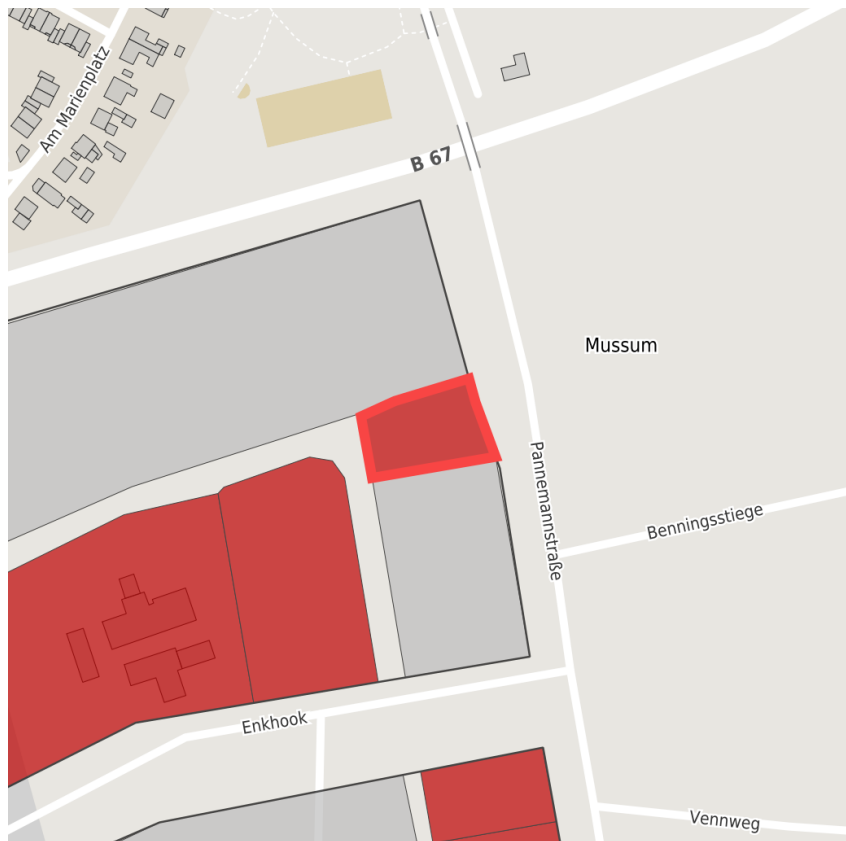 Am Marienplatz
B 67
Mussum
Pannemannstraße
Benningsstiege
Enkhook
Vennweg